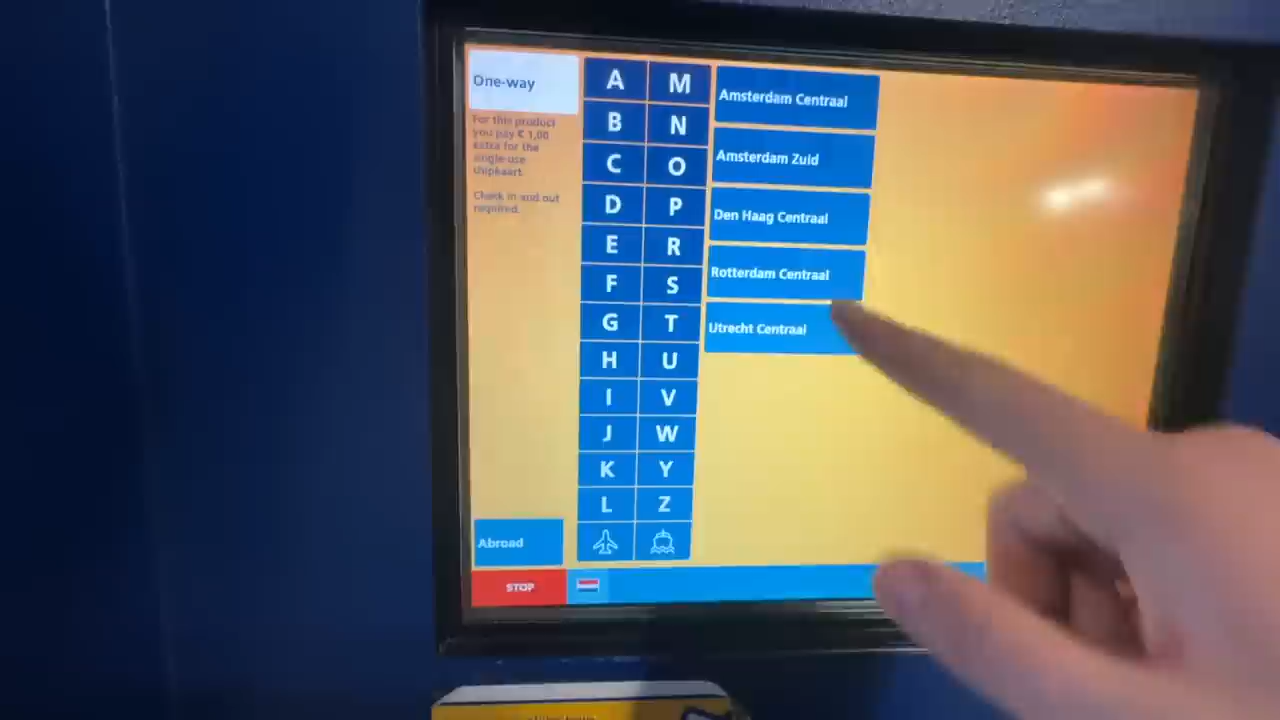 One-way
For this product
you pay € 1,00
extra for the
single-use
chipkaart.
Check in and out
required.
A M
B N
C O
D P
E R
F S
G T
H U
I V
J W
K Y
L Z
Amsterdam Centraal
Amsterdam Zuid
Den Haag Centraal
Rotterdam Centraal
Utrecht Centraal
Abroad
STOP